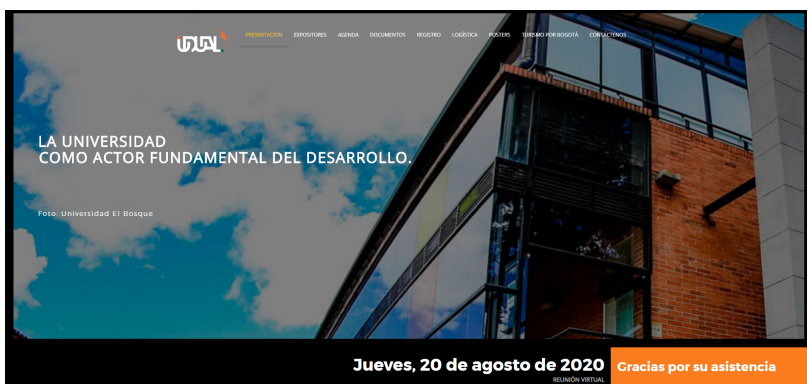 UDUAL
PRESENTACIÓN EXPOSITORES AGENDA DOCUMENTOS REGISTRO LOGÍSTICA POSTERS TURISMO POR BOGOTÁ CONTÁCTENOS
LA UNIVERSIDAD
COMO ACTOR FUNDAMENTAL DEL DESARROLLO.
Foto: Universidad El Bosque
Jueves, 20 de agosto de 2020
REUNIÓN VIRTUAL
Gracias por su asistencia